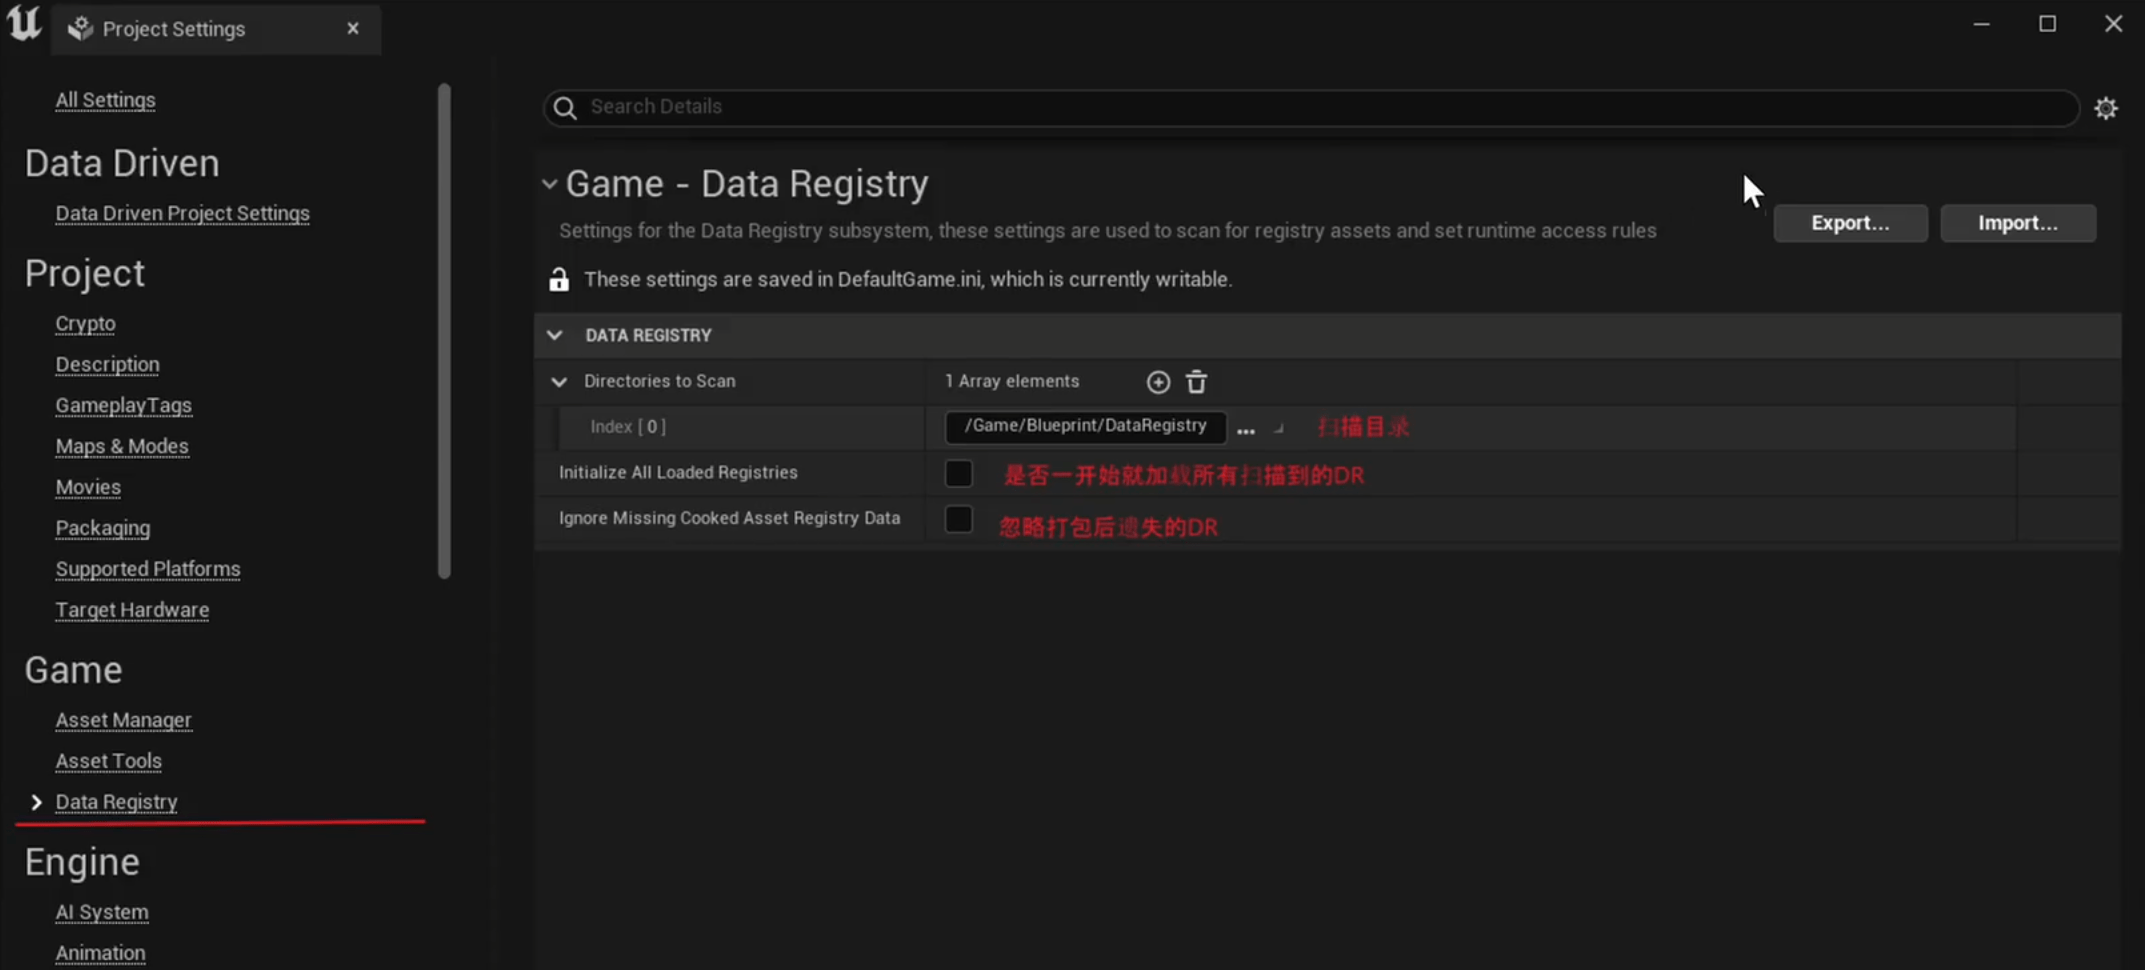 Project Settings
All Settings
Data Driven
Data Driven Project Settings
Project
Crypto
Description
GameplayTags
Maps & Modes
Movies
Packaging
Supported Platforms
Target Hardware
Game
Asset Manager
Asset Tools
Data Registry
Engine
AI System
Animation
Search Details
Game - Data Registry
Settings for the Data Registry subsystem, these settings are used to scan for registry assets and set runtime access rules
Export...
Import...
These settings are saved in DefaultGame.ini, which is currently writable.
DATA REGISTRY
Directories to Scan 1 Array elements
Index [ 0 ] /Game/Blueprint/DataRegistry ... 扫描目录
Initialize All Loaded Registries 是否一开始就加载所有扫描到的DR
Ignore Missing Cooked Asset Registry Data 忽略打包后遗失的DR